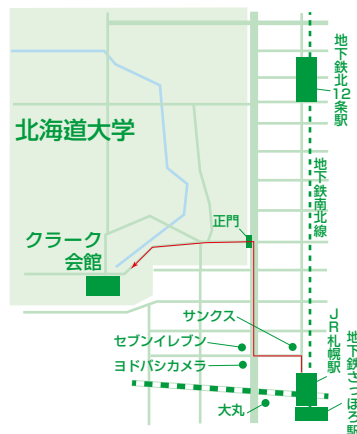 北海道大学
クラーク
会館
正門
サンクス
セブンイレブン
ヨドバシカメラ
大丸
地下鉄北12条駅
地下鉄南北線
JR札幌駅
地下鉄さっぽろ駅